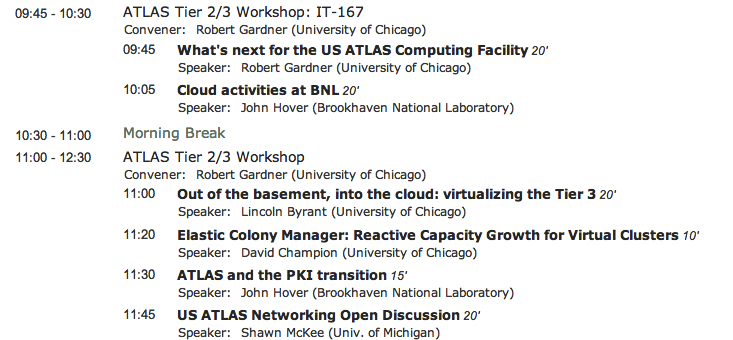 09:45 - 10:30 ATLAS Tier 2/3 Workshop: IT-167
Convener: Robert Gardner (University of Chicago)
09:45 What's next for the US ATLAS Computing Facility 20'
Speaker: Robert Gardner (University of Chicago)
10:05 Cloud activities at BNL 20'
Speaker: John Hover (Brookhaven National Laboratory)
10:30 - 11:00 Morning Break
11:00 - 12:30 ATLAS Tier 2/3 Workshop
Convener: Robert Gardner (University of Chicago)
11:00 Out of the basement, into the cloud: virtualizing the Tier 3 20'
Speaker: Lincoln Byrant (University of Chicago)
11:20 Elastic Colony Manager: Reactive Capacity Growth for Virtual Clusters 10'
Speaker: David Champion (University of Chicago)
11:30 ATLAS and the PKI transition 15'
Speaker: John Hover (Brookhaven National Laboratory)
11:45 US ATLAS Networking Open Discussion 20'
Speaker: Shawn McKee (Univ. of Michigan)